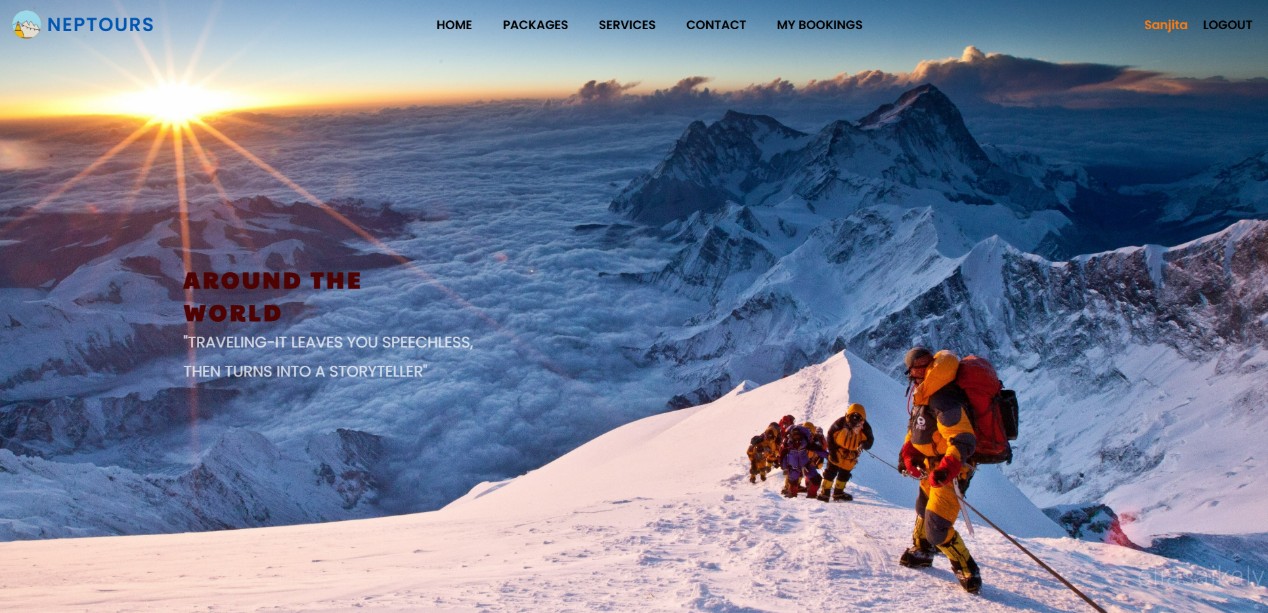 NEPTOURS HOME PACKAGES SERVICES CONTACT MY BOOKINGS Sanjita LOGOUT
AROUND THE
WORLD
"TRAVELING-IT LEAVES YOU SPEECHLESS,
THEN TURNS INTO A STORYTELLER"